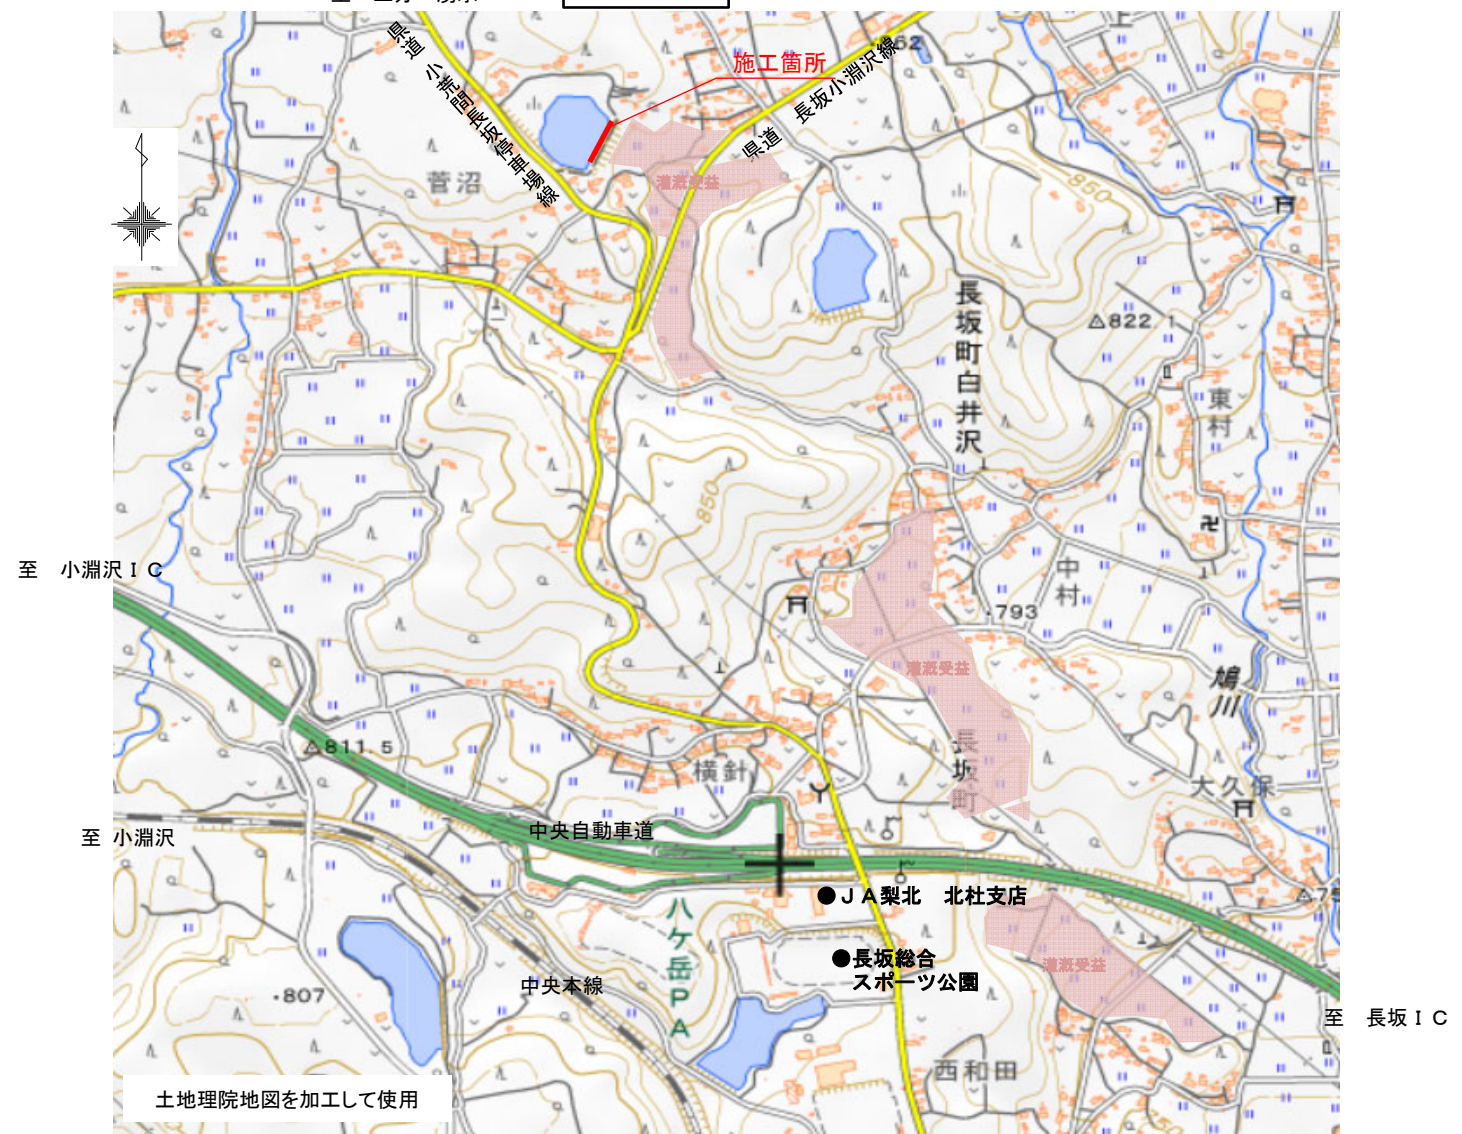 県道 小荒間長坂停車場線
施工箇所
県道 長坂小淵沢線
菅沼
灌漑受益
850
長坂町白井沢
△822.1
東村
850
至 小淵沢ＩＣ
中村
・793
灌漑受益
鳩川
△811.5
横針
長坂町
大久保
至 小淵沢
中央自動車道
●ＪＡ梨北 北杜支店
△75
八ケ岳ＰＡ
●長坂総合
スポーツ公園
灌漑受益
中央本線
・807
至 長坂ＩＣ
西和田
土地理院地図を加工して使用
750